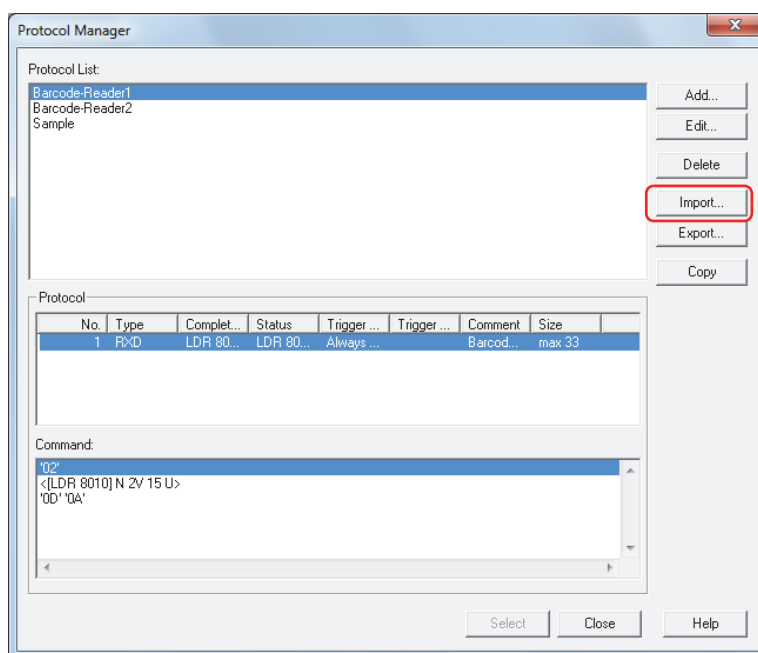 Protocol Manager
Protocol List:
Barcode-Reader1
Barcode-Reader2
Sample
Add...
Edit...
Delete
Import...
Export...
Copy
Protocol
No. Type Complet... Status Trigger ... Trigger ... Comment Size
1 RXD LDR 80... LDR 80... Always ... Barcod... max 33
Command:
'02'
<[LDR 8010] N 2V 15 U>
'0D' '0A'
Select Close Help